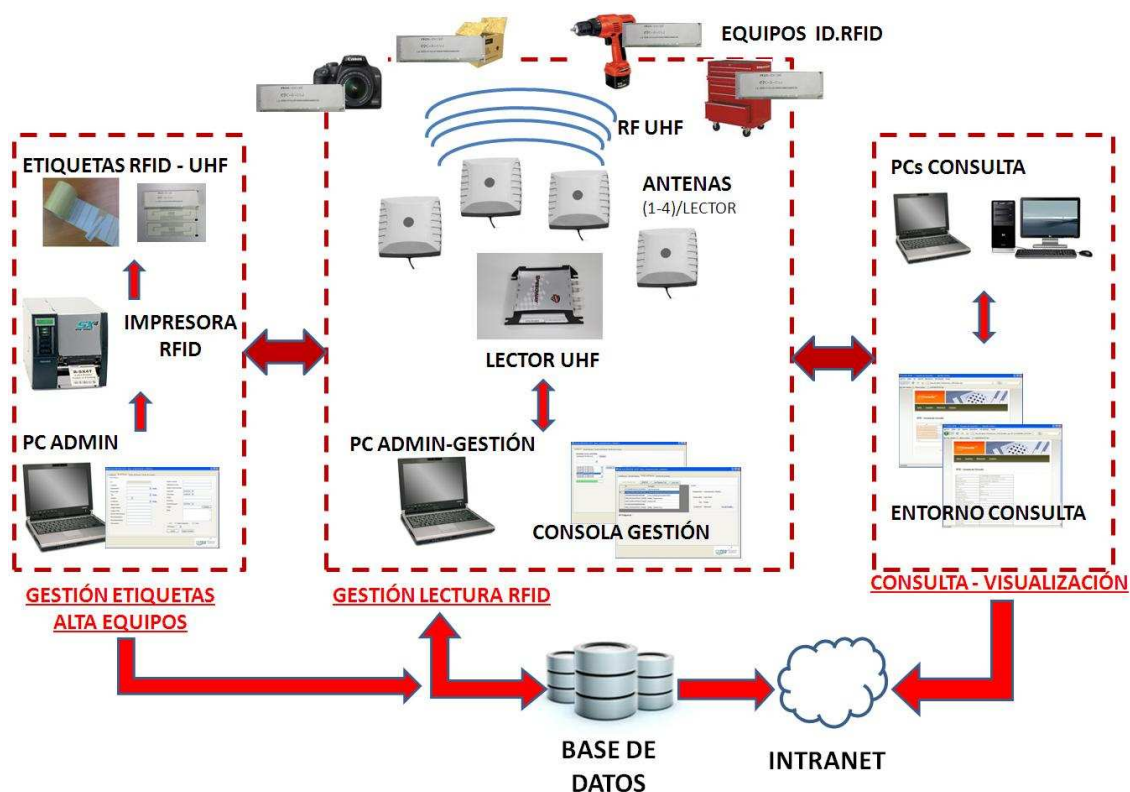 EQUIPOS ID.RFID
RF UHF
ETIQUETAS RFID - UHF
ANTENAS
(1-4)/LECTOR
PCs CONSULTA
IMPRESORA
RFID
LECTOR UHF
PC ADMIN
PC ADMIN-GESTIÓN
CONSOLA GESTIÓN
ENTORNO CONSULTA
GESTIÓN ETIQUETAS
ALTA EQUIPOS
GESTIÓN LECTURA RFID
CONSULTA - VISUALIZACIÓN
BASE DE
DATOS
INTRANET